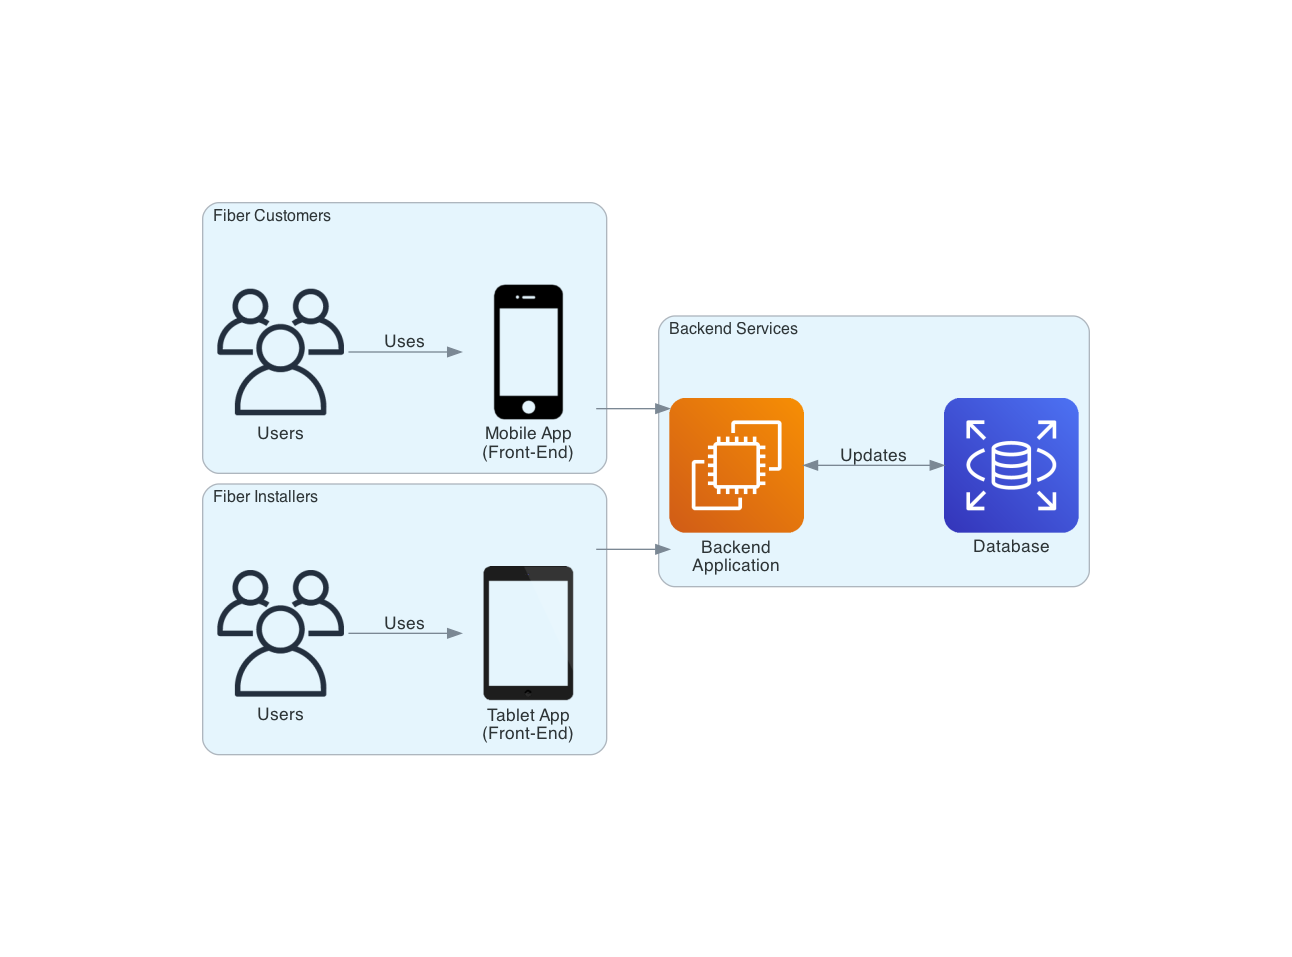 Fiber Customers
Uses
Users
Mobile App
(Front-End)
Fiber Installers
Uses
Users
Tablet App
(Front-End)
Backend Services
Updates
Backend
Application
Database